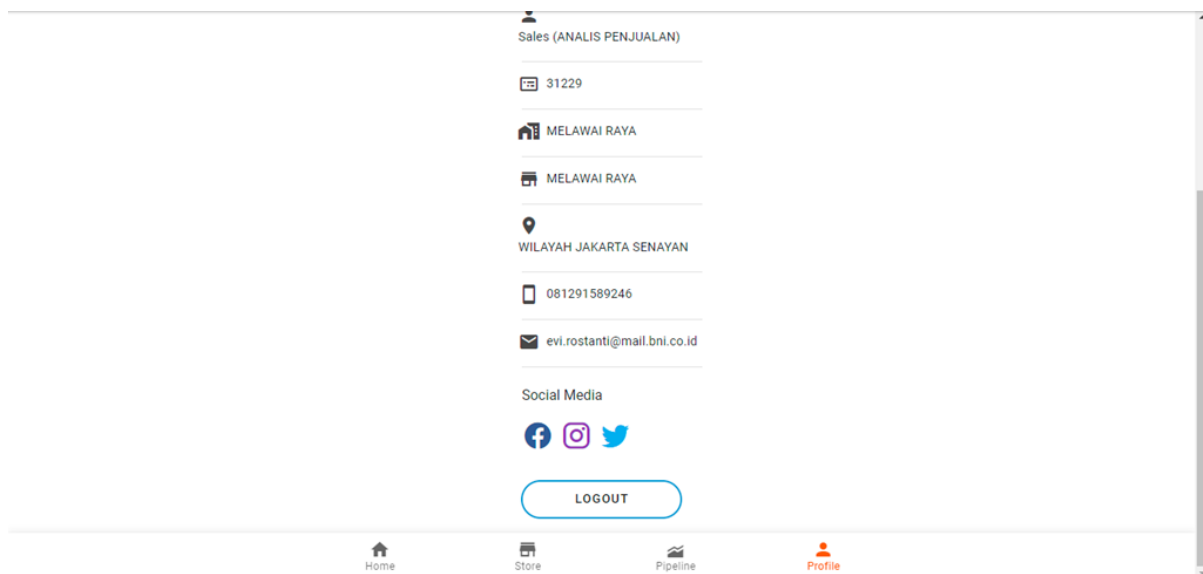 Sales (ANALIS PENJUALAN)
31229
MELAWAI RAYA
MELAWAI RAYA
WILAYAH JAKARTA SENAYAN
081291589246
evi.rostanti@mail.bni.co.id
Social Media
LOGOUT
Home
Store
Pipeline
Profile